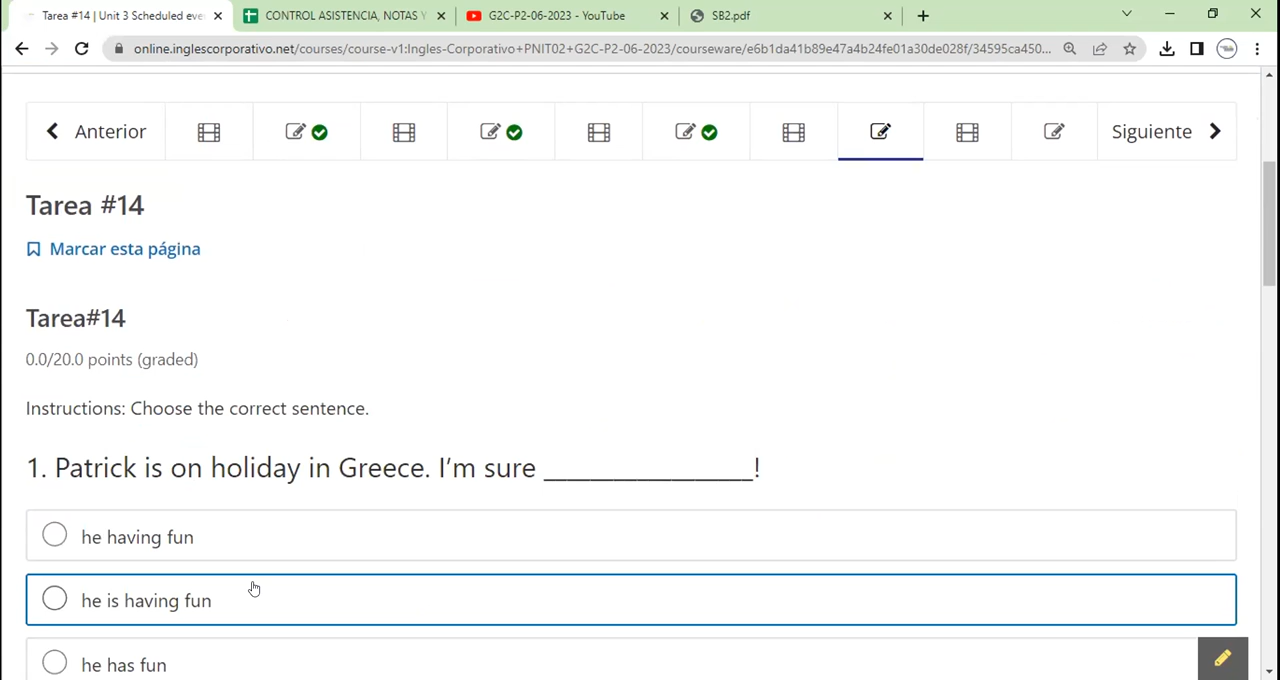 Tarea #14 | Unit 3 Scheduled eve
CONTROL ASISTENCIA, NOTAS Y
G2C-P2-06-2023 - YouTube
SB2.pdf
online.inglescorporativo.net/courses/course-v1:Ingles-Corporativo+PNIT02+G2C-P2-06-2023/courseware/e6b1da41b89e47a4b24fe01a30de028f/34595ca450...
Anterior
Siguiente
Tarea #14
Marcar esta página
Tarea#14
0.0/20.0 points (graded)
Instructions: Choose the correct sentence.
1. Patrick is on holiday in Greece. I'm sure __________________!
he having fun
he is having fun
he has fun